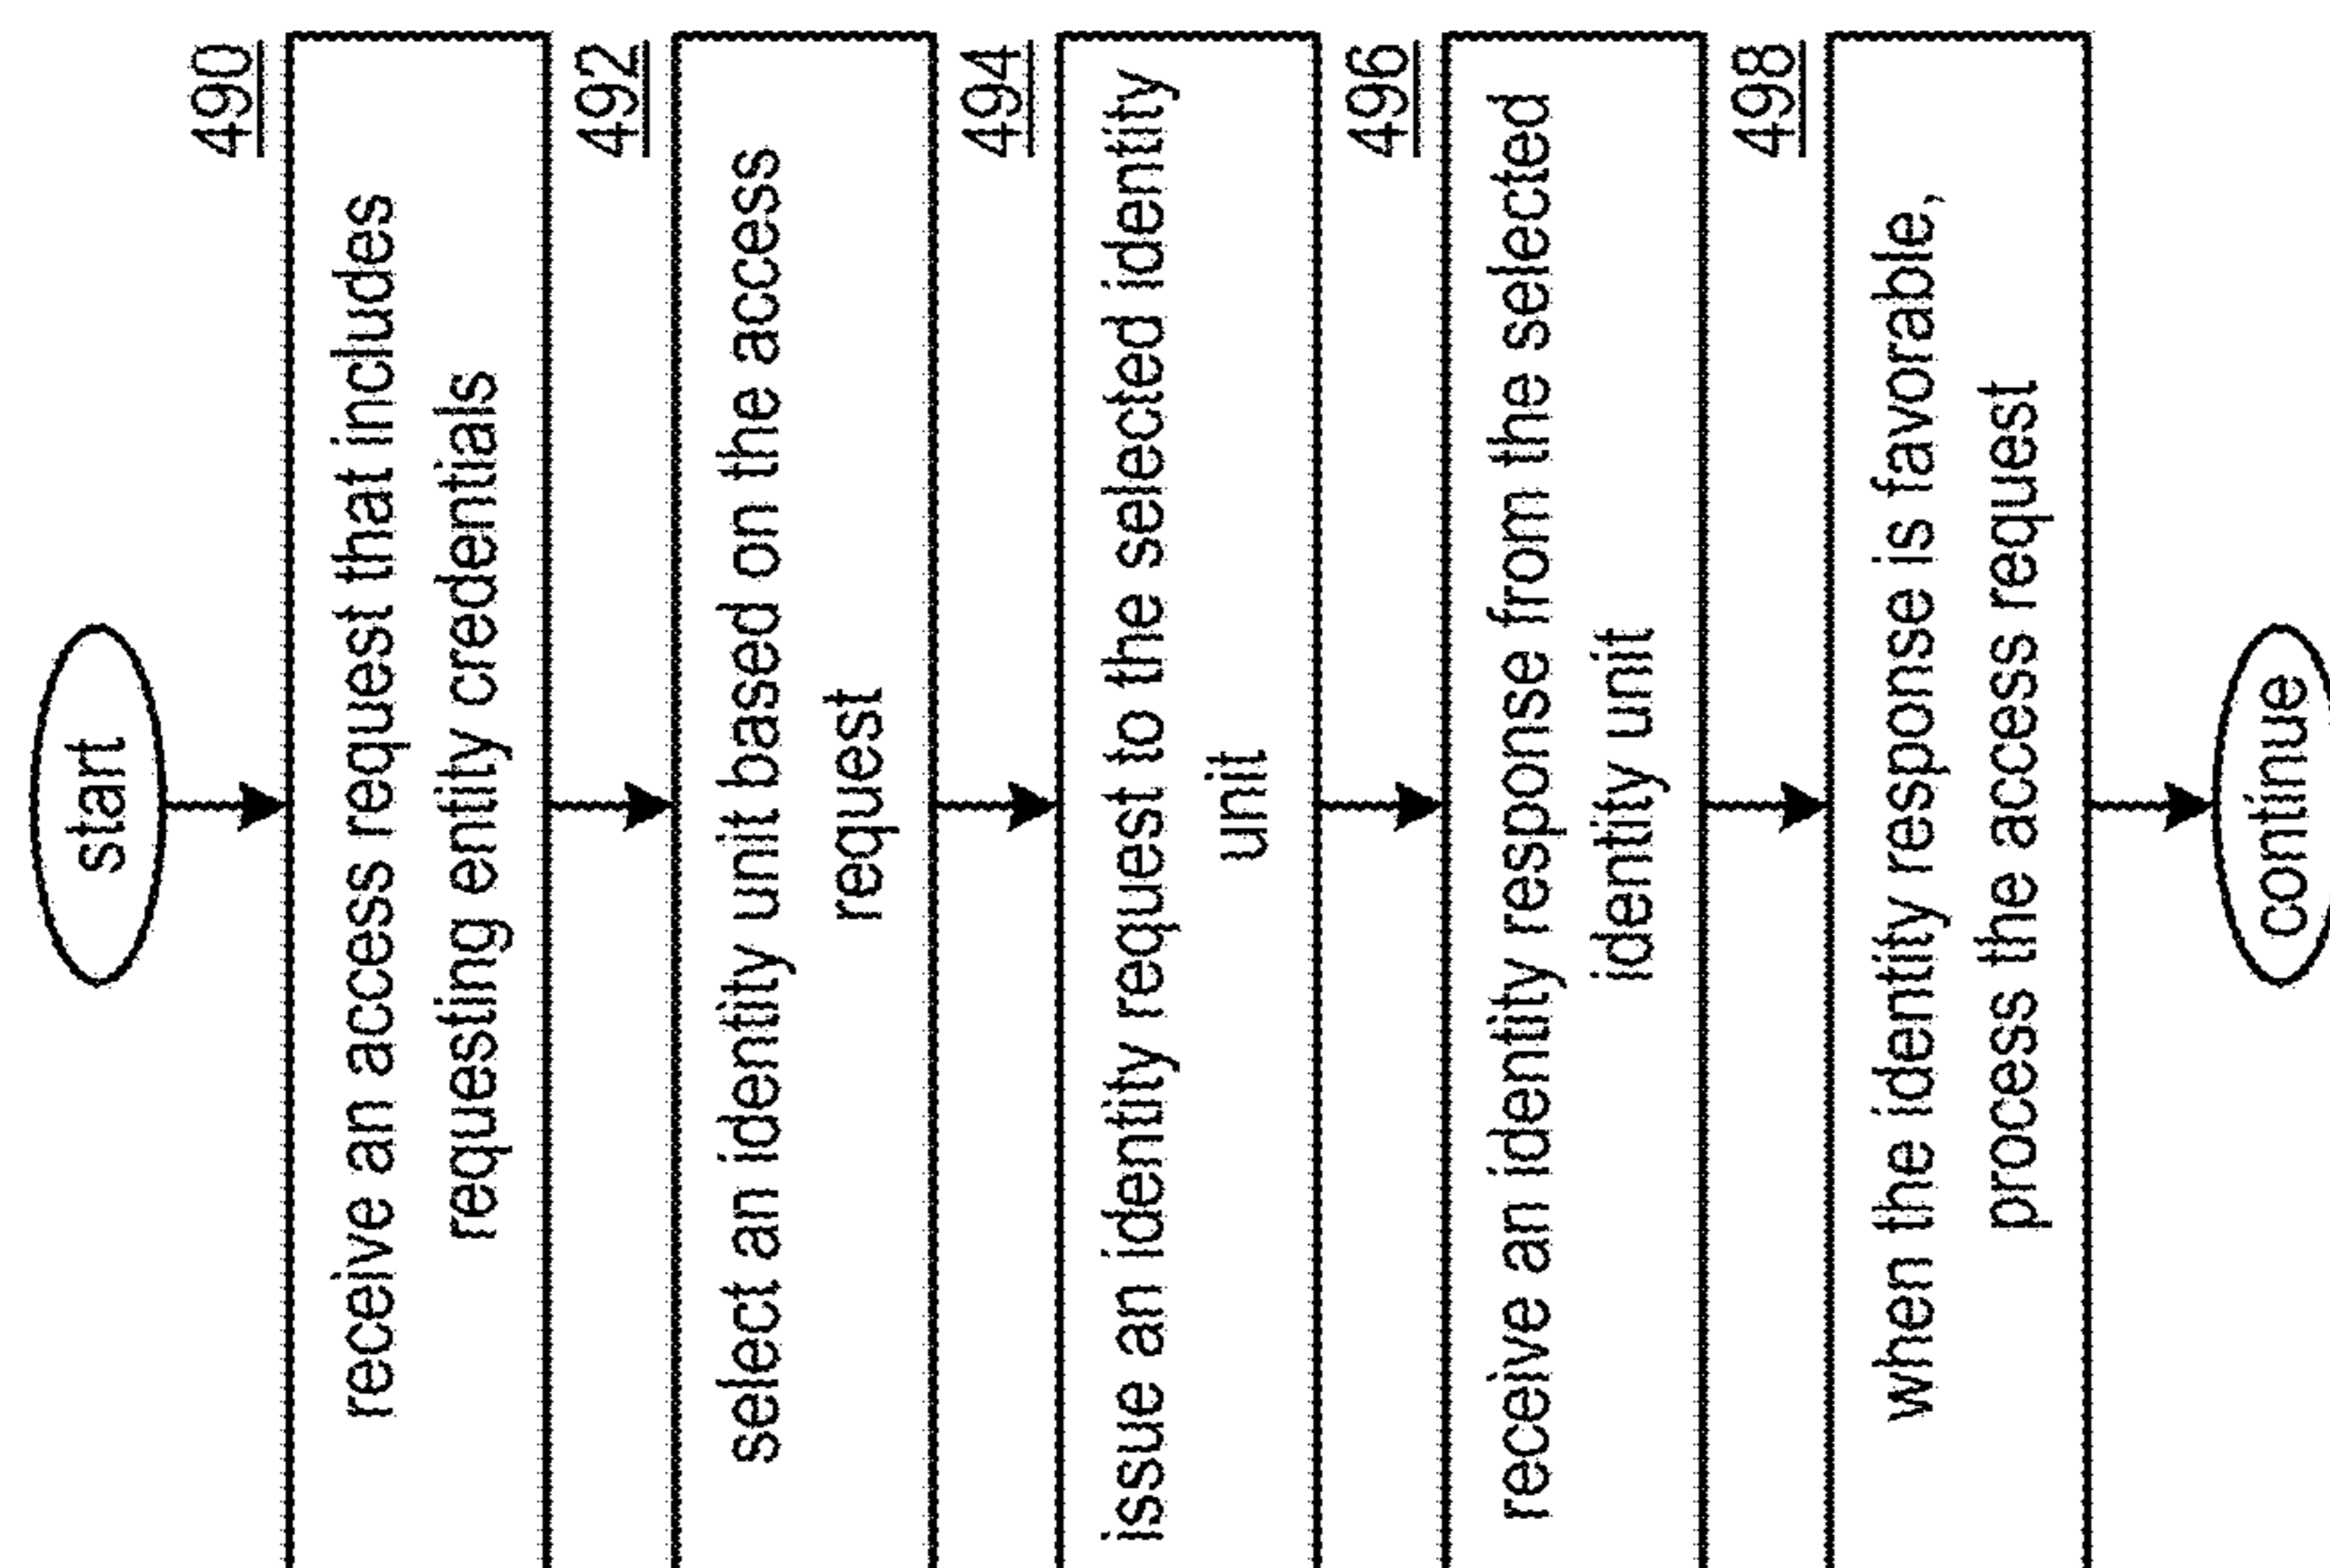 start
490
receive an access request that includes
requesting entity credentials
492
select an identity unit based on the access
request
494
issue an identity request to the selected identity
unit
496
receive an identity response from the selected
identity unit
498
when the identity response is favorable,
process the access request
continue